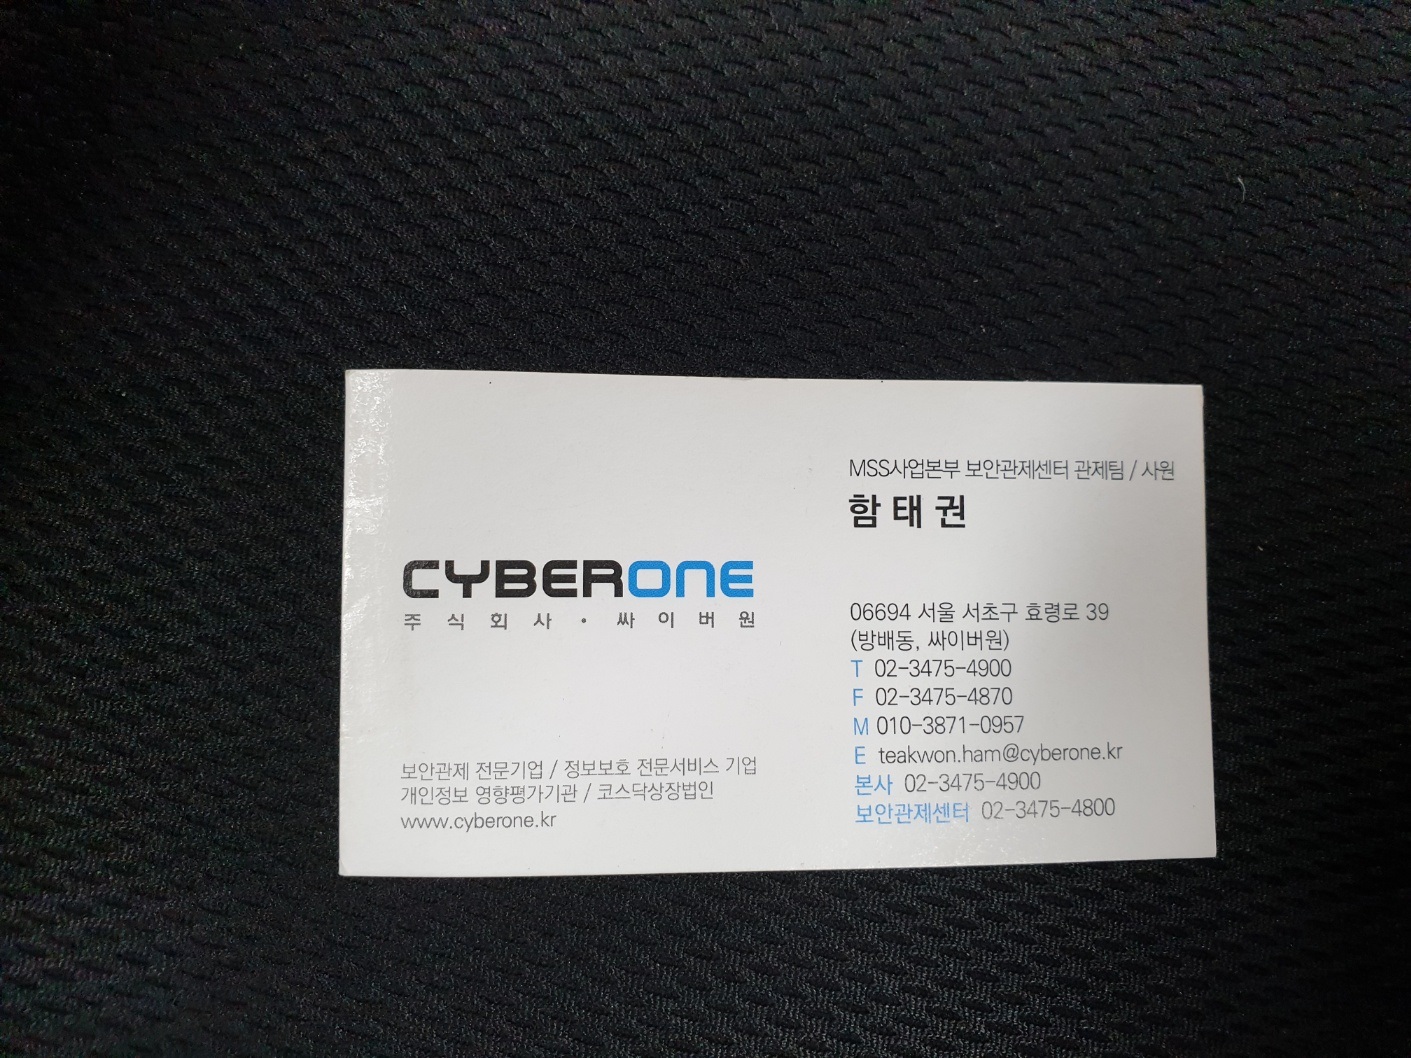 CYBERONE
주식회사 · 싸이버원
보안관제 전문기업 / 정보보호 전문서비스 기업
개인정보 영향평가기관 / 코스닥상장법인
www.cyberone.kr
MSS사업본부 보안관제센터 관제팀 / 사원
함태권
06694 서울 서초구 효령로 39
(방배동, 싸이버원)
T 02-3475-4900
F 02-3475-4870
M 010-3871-0957
E teakwon.ham@cyberone.kr
본사 02-3475-4900
보안관제센터 02-3475-4800